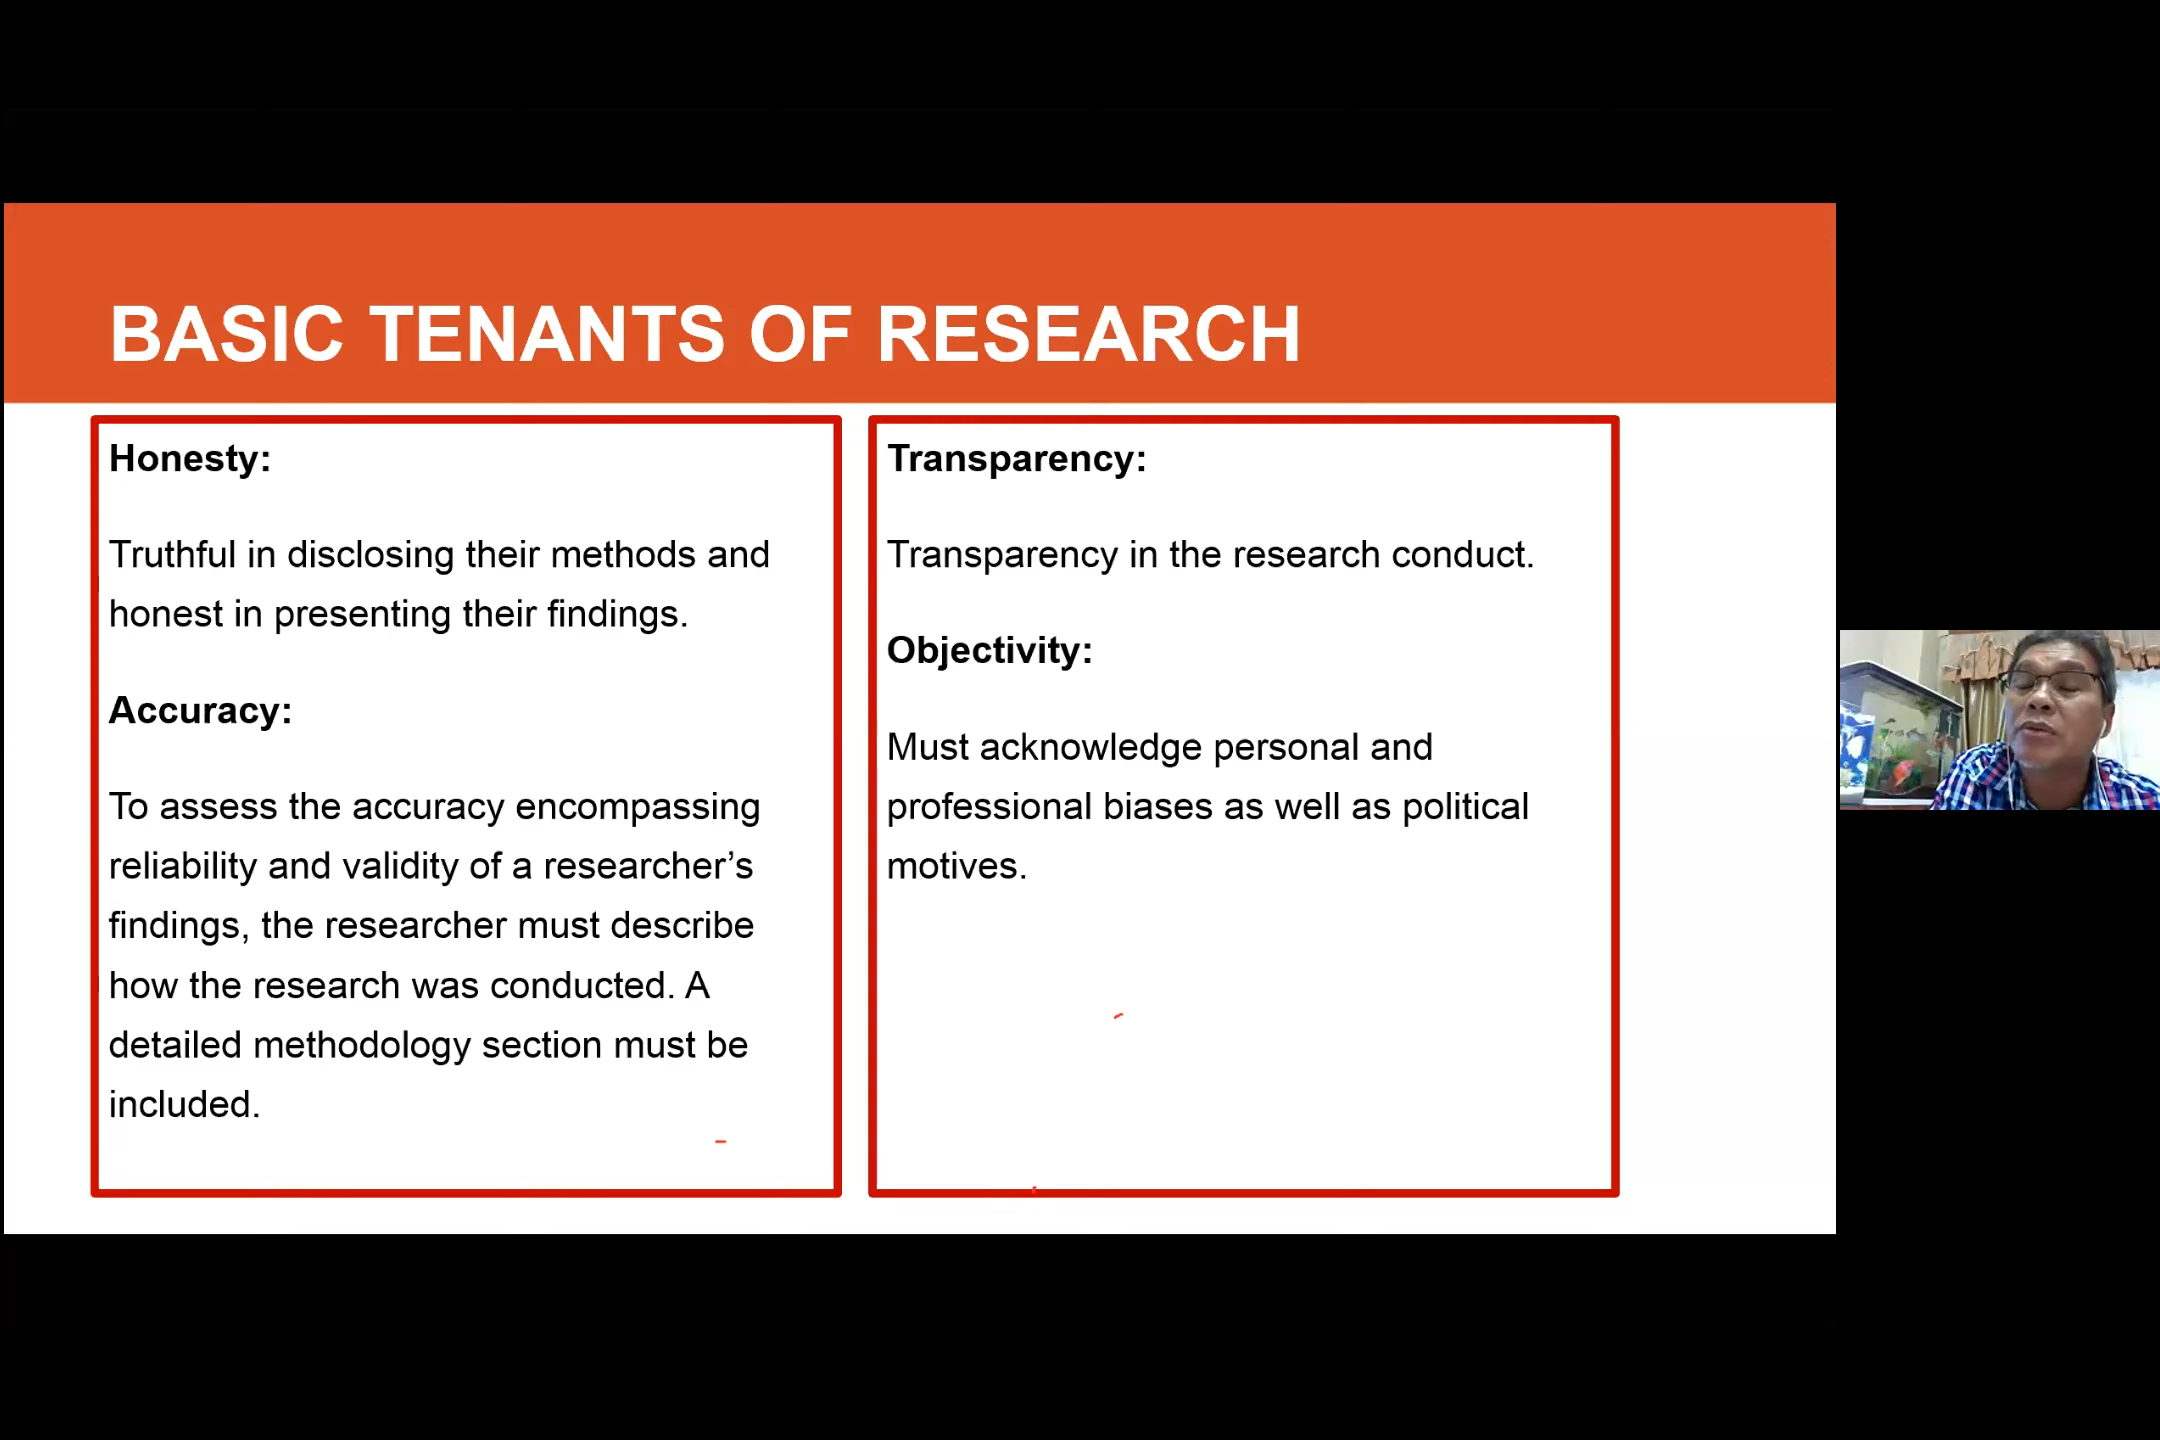 BASIC TENANTS OF RESEARCH
Honesty:
Truthful in disclosing their methods and
honest in presenting their findings.
Accuracy:
To assess the accuracy encompassing
reliability and validity of a researcher’s
findings, the researcher must describe
how the research was conducted. A
detailed methodology section must be
included.
Transparency:
Transparency in the research conduct.
Objectivity:
Must acknowledge personal and
professional biases as well as political
motives.